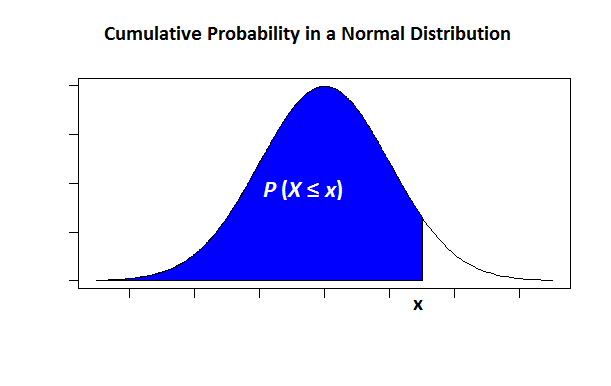 Cumulative Probability in a Normal Distribution
P (X ≤ x)
x